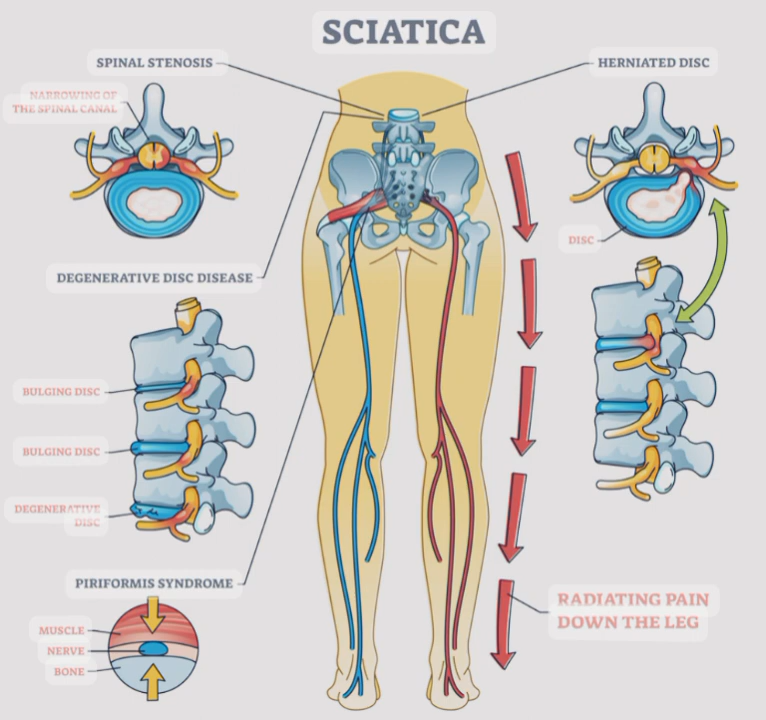 SCIATICA
SPINAL STENOSIS
HERNIATED DISC
NARROWING OF
THE SPINAL CANAL
DISC
DEGENERATIVE DISC DISEASE
BULGING DISC
BULGING DISC
DEGENERATIVE
DISC
PIRIFORMIS SYNDROME
MUSCLE
NERVE
BONE
RADIATING PAIN
DOWN THE LEG